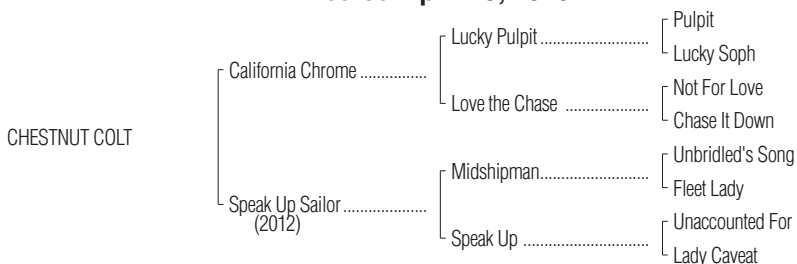 Pulpit
Lucky Pulpit
Lucky Soph
California Chrome
Not For Love
Love the Chase
Chase It Down
CHESTNUT COLT
Unbridled's Song
Midshipman
Fleet Lady
Speak Up Sailor
(2012)
Unaccounted For
Speak Up
Lady Caveat